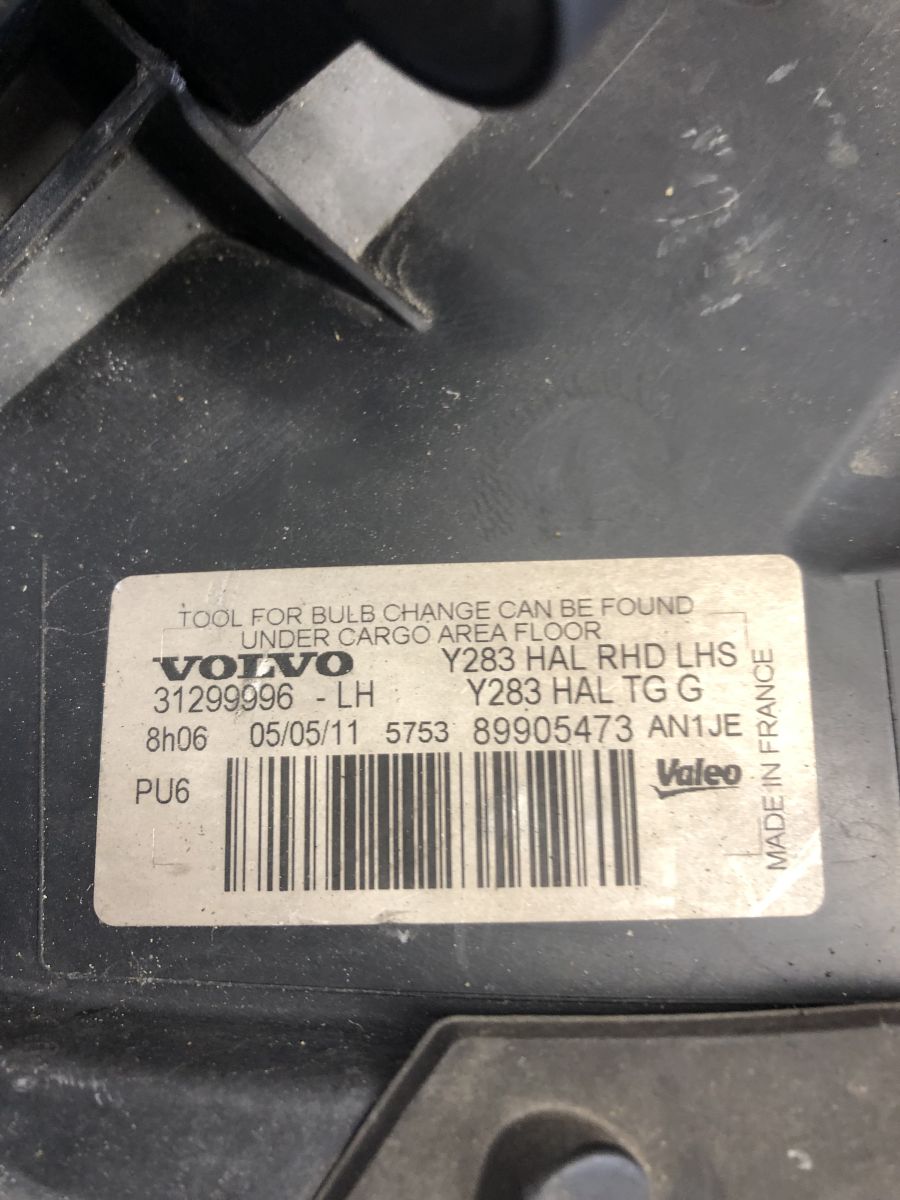 TOOL FOR BULB CHANGE CAN BE FOUND
UNDER CARGO AREA FLOOR
VOLVO Y283 HAL RHD LHS
31299996 - LH Y283 HAL TG G
8h06 05/05/11 5753 89905473 AN1JE
PU6 Valeo
MADE IN FRANCE